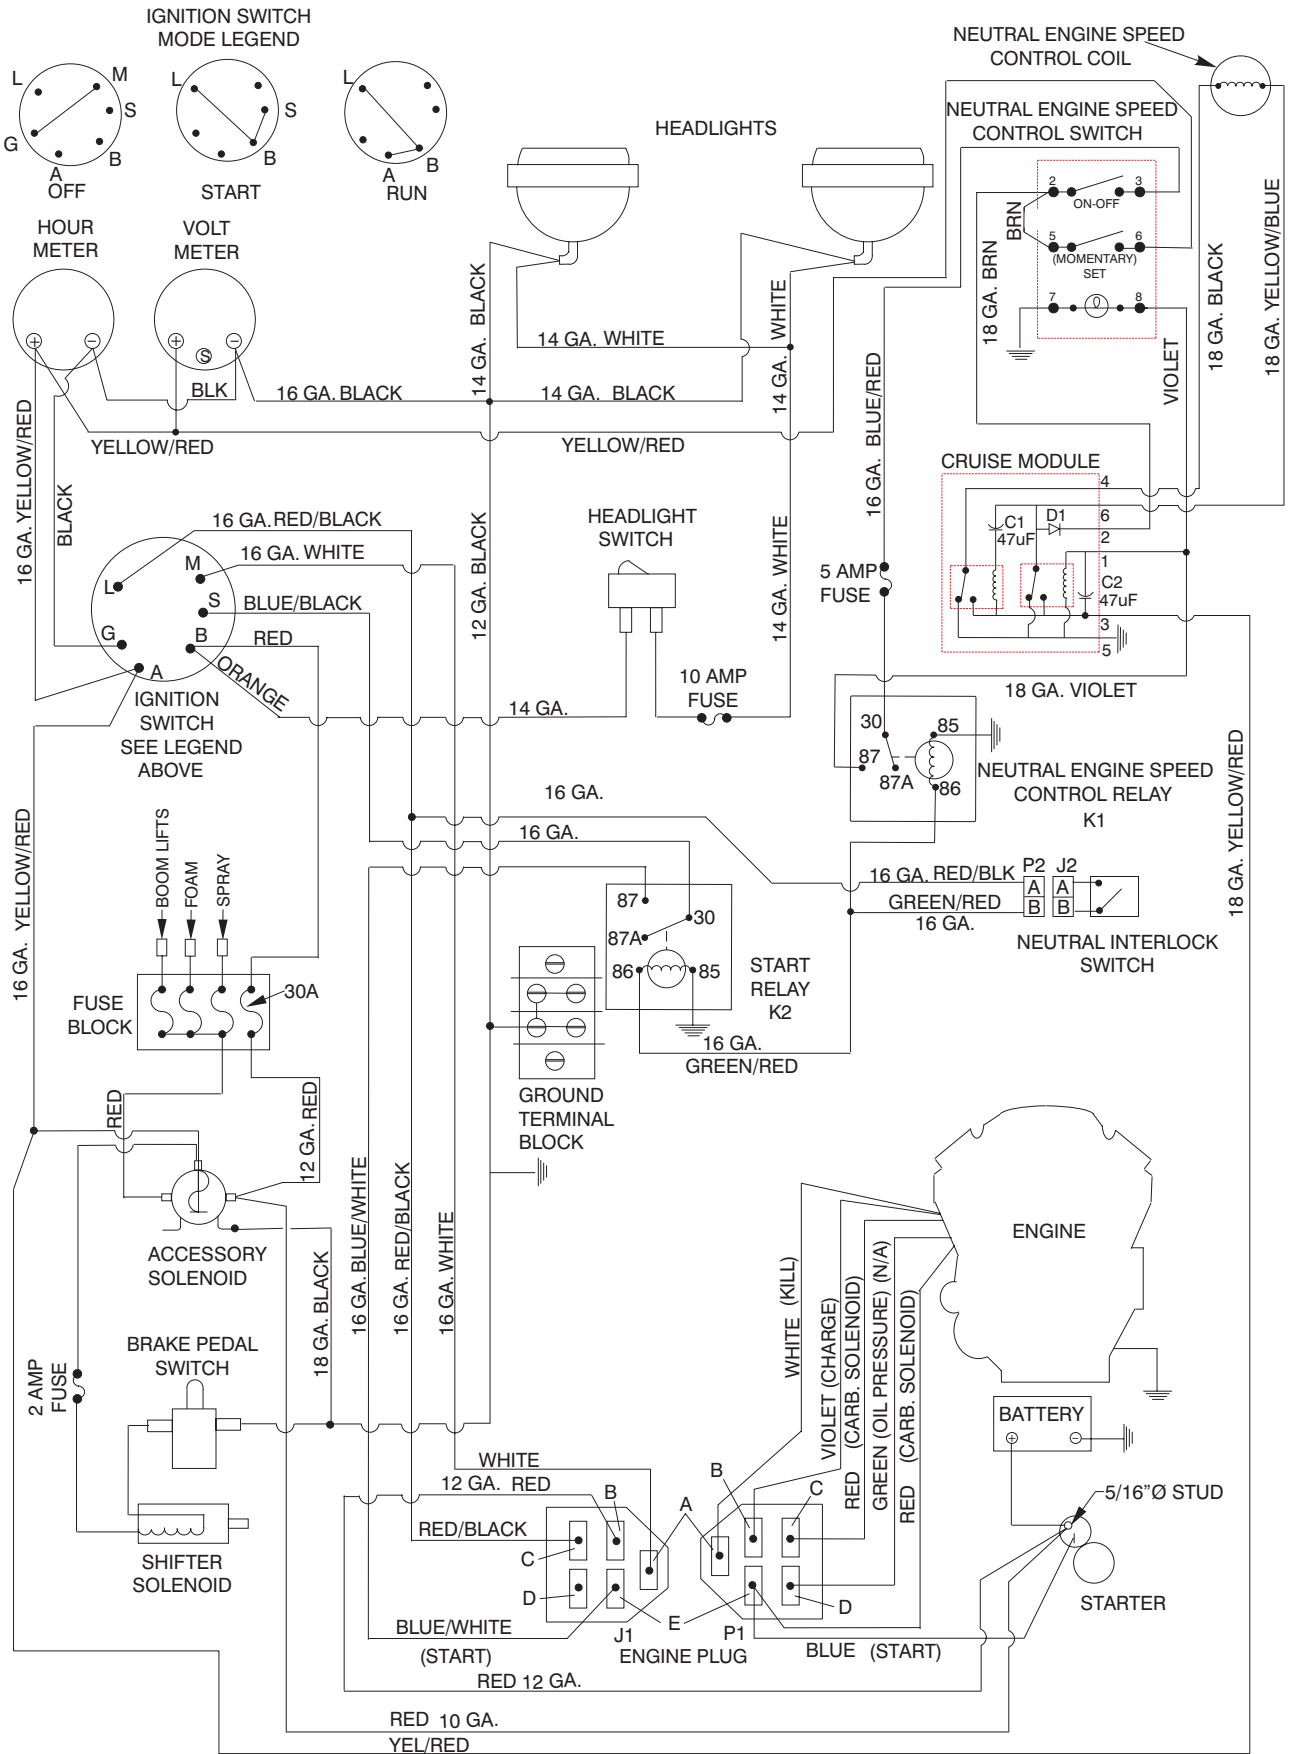 IGNITION SWITCH
MODE LEGEND
L
M
S
G
B
A
OFF
L
S
B
START
L
B
A
RUN
HEADLIGHTS
NEUTRAL ENGINE SPEED
CONTROL COIL
NEUTRAL ENGINE SPEED
CONTROL SWITCH
2
3
ON-OFF
BRN
5
6
(MOMENTARY)
SET
7
8
18 GA. BRN
VIOLET
18 GA. BLACK
18 GA. YELLOW/BLUE
HOUR
METER
VOLT
METER
+
−
+
−
S
BLK
16 GA. BLACK
14 GA. BLACK
14 GA. WHITE
14 GA. BLACK
14 GA. WHITE
YELLOW/RED
YELLOW/RED
16 GA. YELLOW/RED
BLACK
16 GA. BLUE/RED
CRUISE MODULE
4
C1
47uF
D1
6
2
1
C2
47uF
3
5
16 GA. RED/BLACK
16 GA. WHITE
BLUE/BLACK
RED
ORANGE
L
M
S
G
B
A
IGNITION
SWITCH
SEE LEGEND
ABOVE
12 GA. BLACK
HEADLIGHT
SWITCH
14 GA. WHITE
5 AMP
FUSE
10 AMP
FUSE
14 GA.
18 GA. VIOLET
30
85
87
87A
86
NEUTRAL ENGINE SPEED
CONTROL RELAY
K1
18 GA. YELLOW/RED
16 GA.
16 GA.
16 GA. YELLOW/RED
BOOM LIFTS
FOAM
SPRAY
30A
FUSE
BLOCK
87
30
87A
86
85
START
RELAY
K2
16 GA. RED/BLK
GREEN/RED
16 GA.
P2
J2
A
A
B
B
NEUTRAL INTERLOCK
SWITCH
16 GA.
GREEN/RED
GROUND
TERMINAL
BLOCK
RED
12 GA. RED
ACCESSORY
SOLENOID
18 GA. BLACK
16 GA. BLUE/WHITE
16 GA. RED/BLACK
16 GA. WHITE
ENGINE
WHITE (KILL)
VIOLET (CHARGE)
RED (CARB. SOLENOID)
GREEN (OIL PRESSURE) (N/A)
RED (CARB. SOLENOID)
BRAKE PEDAL
SWITCH
2 AMP
FUSE
BATTERY
+
−
5/16”Ø STUD
STARTER
SHIFTER
SOLENOID
WHITE
12 GA. RED
RED/BLACK
B
A
B
C
C
D
D
E
J1
P1
ENGINE PLUG
BLUE/WHITE
(START)
BLUE (START)
RED 12 GA.
RED 10 GA.
YEL/RED